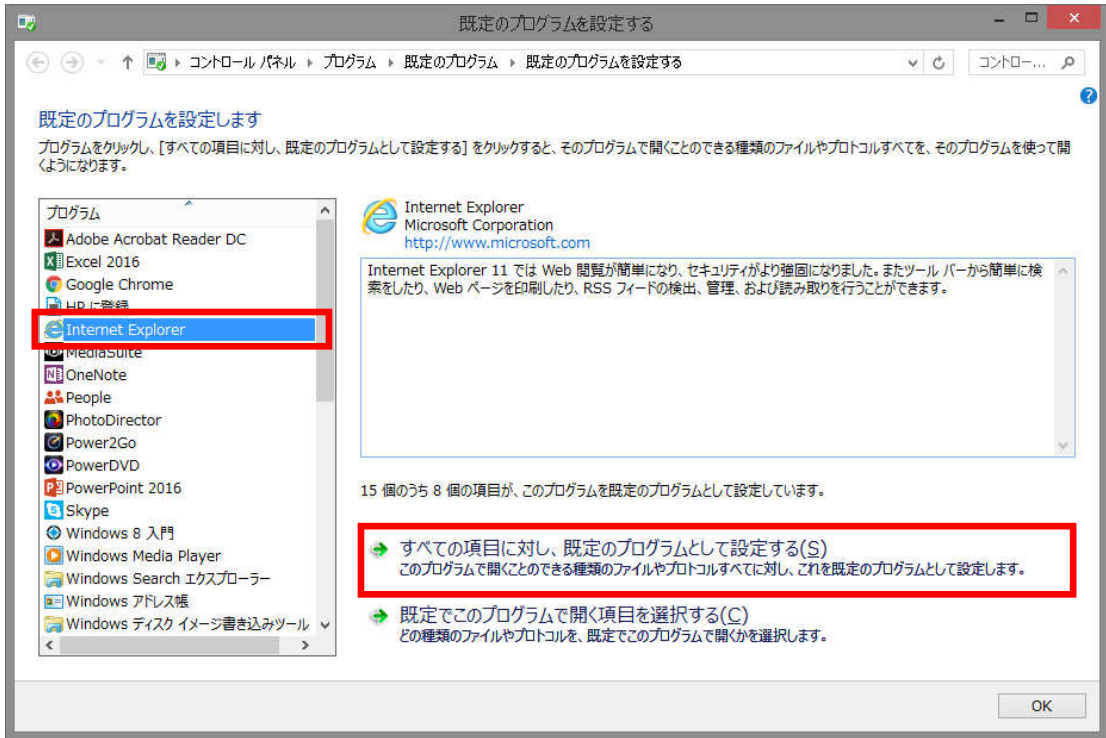 既定のプログラムを設定する
コントロール パネル ▸ プログラム ▸ 既定のプログラム ▸ 既定のプログラムを設定する
コントロー...
既定のプログラムを設定します
プログラムをクリックし、[すべての項目に対し、既定のプログラムとして設定する] をクリックすると、そのプログラムで開くことのできる種類のファイルやプロトコルすべてを、そのプログラムを使って開
くようになります。
プログラム
Adobe Acrobat Reader DC
Excel 2016
Google Chrome
HP に登録
Internet Explorer
MediaSuite
OneNote
People
PhotoDirector
Power2Go
PowerDVD
PowerPoint 2016
Skype
Windows 8 入門
Windows Media Player
Windows Search エクスプローラー
Windows アドレス帳
Windows ディスク イメージ書き込みツール
Internet Explorer
Microsoft Corporation
http://www.microsoft.com
Internet Explorer 11 では Web 閲覧が簡単になり、セキュリティがより強固になりました。またツール バーから簡単に検
索をしたり、Web ページを印刷したり、RSS フィードの検出、管理、および読み取りを行うことができます。
15 個のうち 8 個の項目が、このプログラムを既定のプログラムとして設定しています。
すべての項目に対し、既定のプログラムとして設定する(S)
このプログラムで開くことのできる種類のファイルやプロトコルすべてに対し、これを既定のプログラムとして設定します。
既定でこのプログラムで開く項目を選択する(C)
どの種類のファイルやプロトコルを、既定でこのプログラムで開くかを選択します。
OK